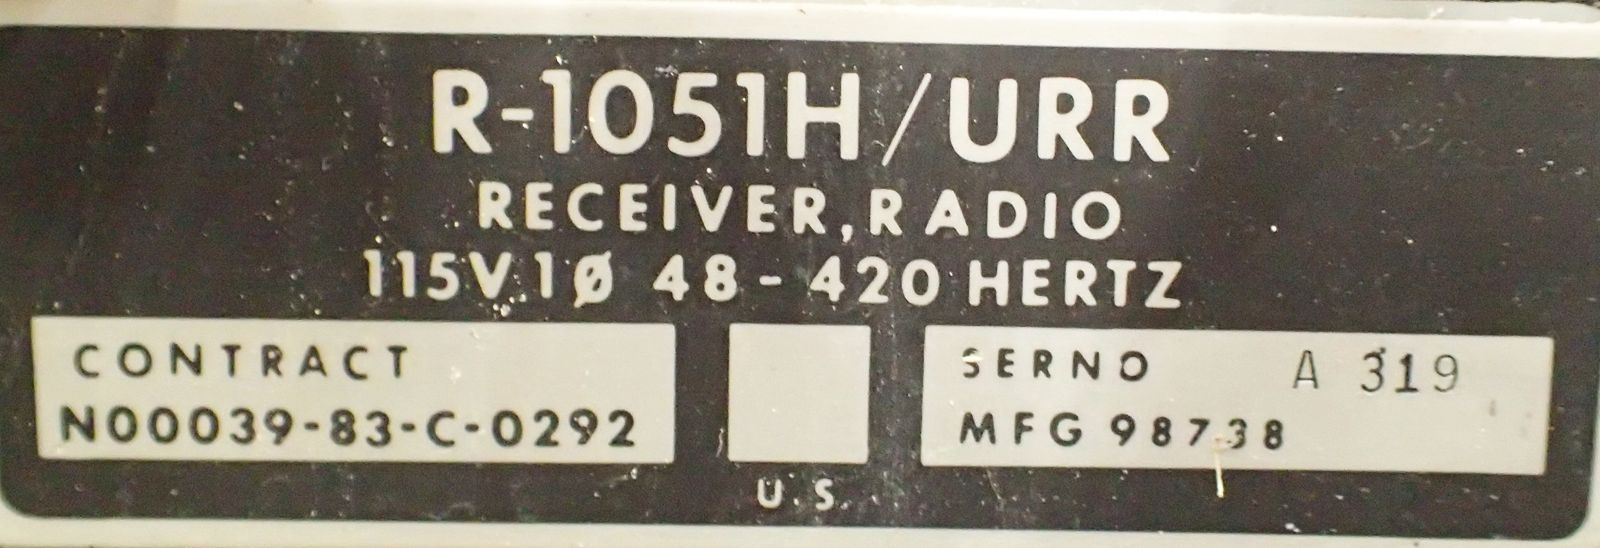 R-1051H/URR
RECEIVER, RADIO
115V 1Ø 48-420 HERTZ
CONTRACT
N00039-83-C-0292
SERNO A 319
MFG 98738
U.S.